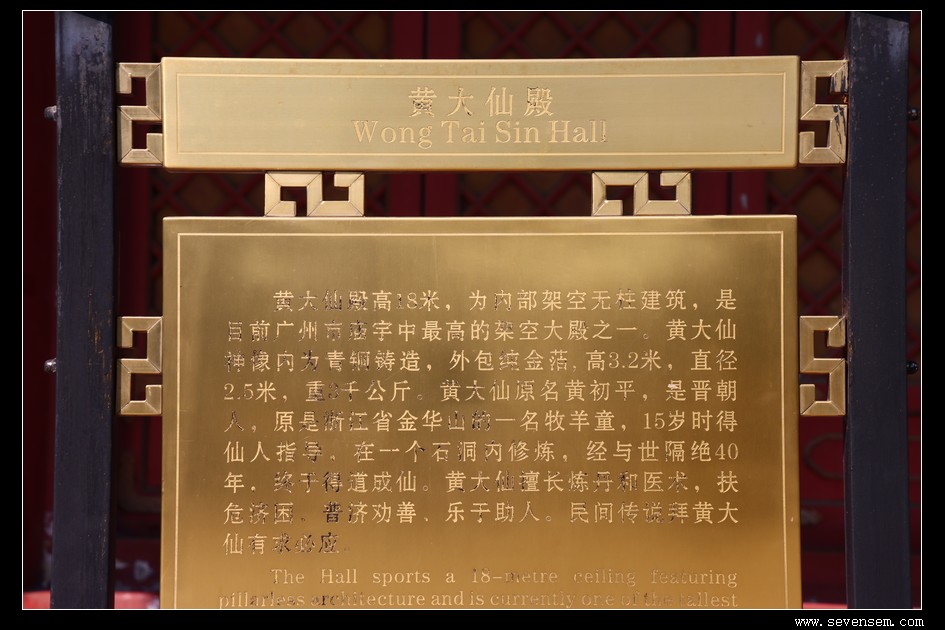 黄大仙殿
Wong Tai Sin Hall
黄大仙殿高18米，为内部架空无柱建筑，是
目前广州市庙宇中最高的架空大殿之一。黄大仙
神像内为青铜铸造，外包纯金箔，高3.2米，直径
2.5米，重3千公斤。黄大仙原名黄初平，是晋朝
人，原是浙江省金华山的一名牧羊童，15岁时得
仙人指导，在一个石洞内修炼，经与世隔绝40
年，终于得道成仙。黄大仙擅长炼丹和医术，扶
危济困、普济劝善、乐于助人。民间传说拜黄大
仙有求必应。
The Hall sports a 18-metre ceiling featuring
pillarless architecture and is currently one of the tallest
www.sevensem.com